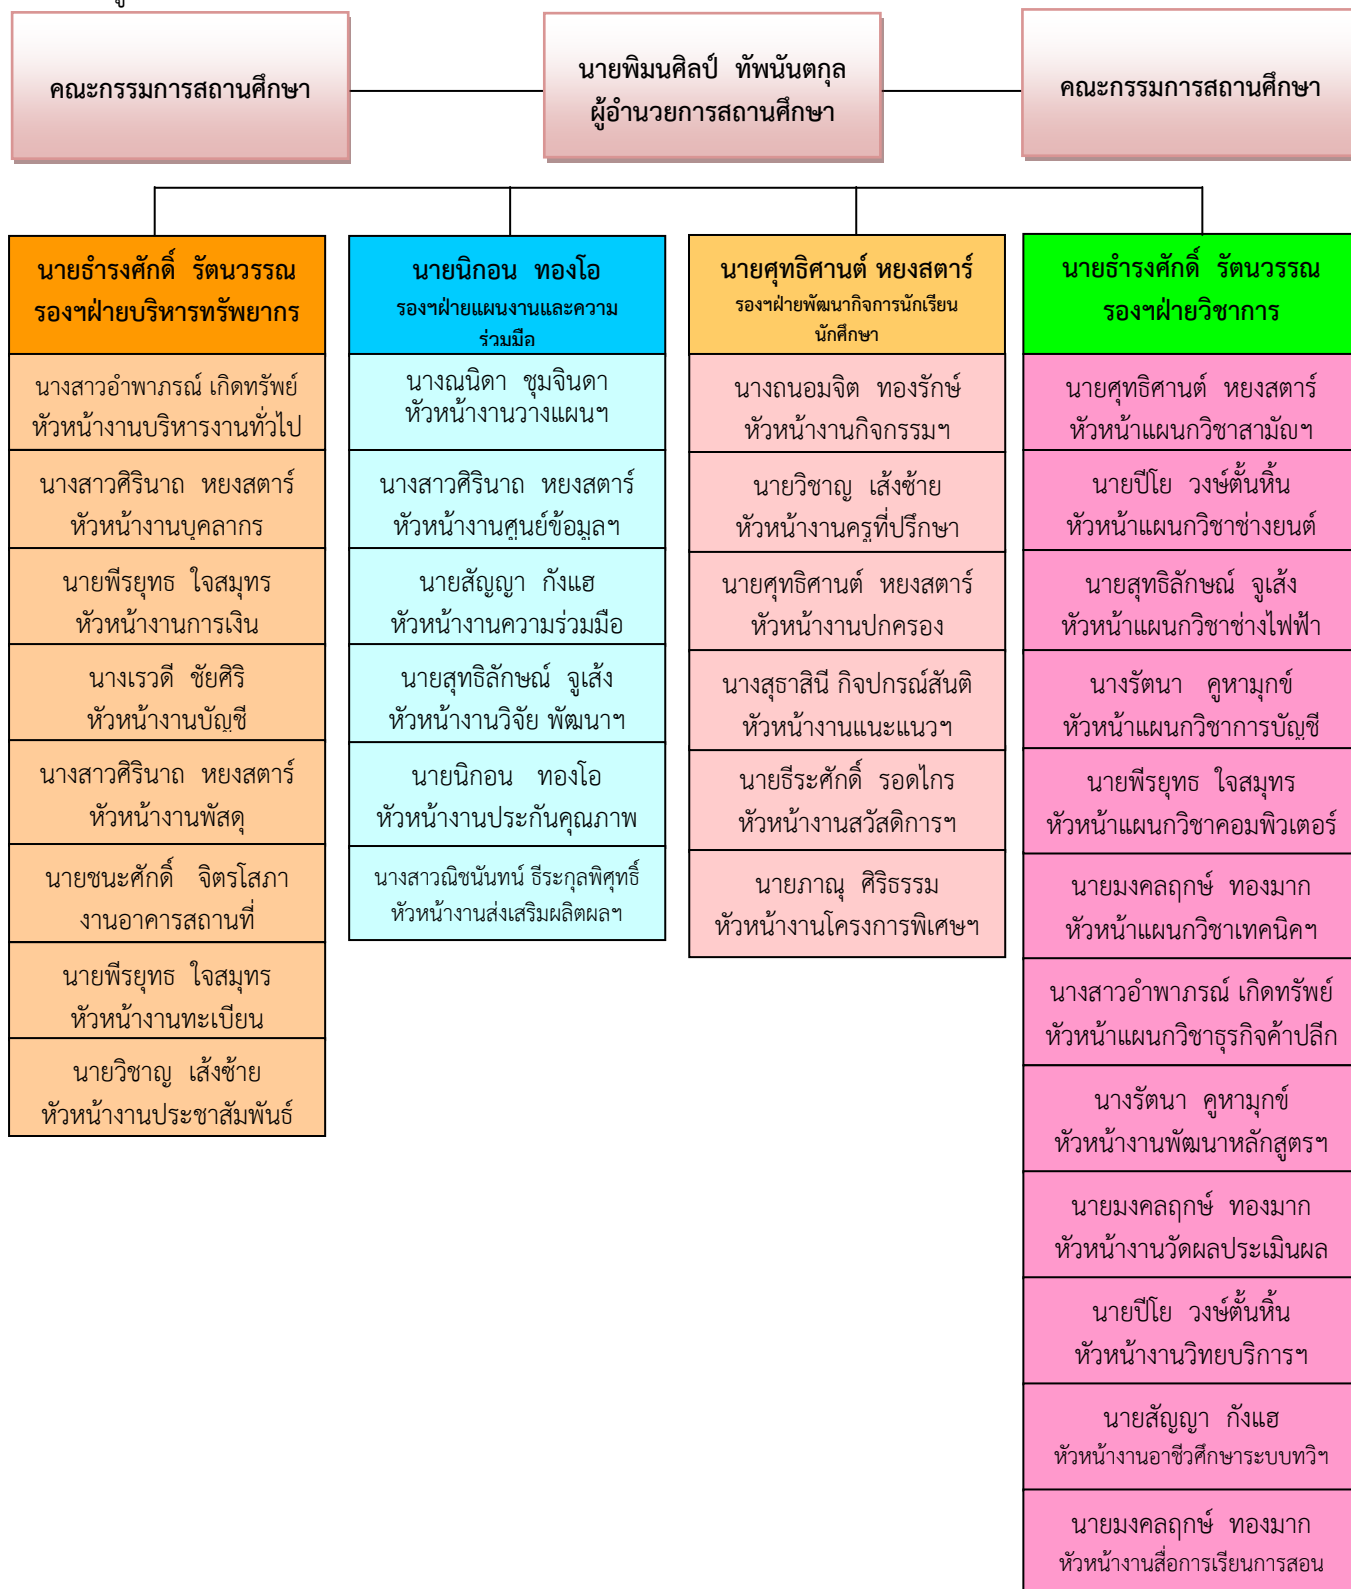 คณะกรรมการสถานศึกษา
นายพิมนศิลป์ ทัพนันตกุล
ผู้อำนวยการสถานศึกษา
คณะกรรมการสถานศึกษา
นายธำรงศักดิ์ รัตนวรรณ
รองฯฝ่ายบริหารทรัพยากร
นางสาวอำพาภรณ์ เกิดทรัพย์
หัวหน้างานบริหารงานทั่วไป
นางสาวศิรินาถ หยงสตาร์
หัวหน้างานบุคลากร
นายพีรยุทธ ใจสมุทร
หัวหน้างานการเงิน
นางเรวดี ชัยศิริ
หัวหน้างานบัญชี
นางสาวศิรินาถ หยงสตาร์
หัวหน้างานพัสดุ
นายชนะศักดิ์ จิตรโสภา
งานอาคารสถานที่
นายพีรยุทธ ใจสมุทร
หัวหน้างานทะเบียน
นายวิชาญ เส้งซ้าย
หัวหน้างานประชาสัมพันธ์
นายนิกอน ทองโอ
รองฯฝ่ายแผนงานและความ
ร่วมมือ
นางณนิดา ชุมจินดา
หัวหน้างานวางแผนฯ
นางสาวศิรินาถ หยงสตาร์
หัวหน้างานศูนย์ข้อมูลฯ
นายสัญญา กังแฮ
หัวหน้างานความร่วมมือ
นายสุทธิลักษณ์ จูเส้ง
หัวหน้างานวิจัย พัฒนาฯ
นายนิกอน ทองโอ
หัวหน้างานประกันคุณภาพ
นางสาวณิชนันทน์ ธีระกุลพิศุทธิ์
หัวหน้างานส่งเสริมผลิตผลฯ
นายศุทธิศานต์ หยงสตาร์
รองฯฝ่ายพัฒนากิจการนักเรียน
นักศึกษา
นางถนอมจิต ทองรักษ์
หัวหน้างานกิจกรรมฯ
นายวิชาญ เส้งซ้าย
หัวหน้างานครูที่ปรึกษา
นายศุทธิศานต์ หยงสตาร์
หัวหน้างานปกครอง
นางสุธาสินี กิจปกรณ์สันติ
หัวหน้างานแนะแนวฯ
นายธีระศักดิ์ รอดไกร
หัวหน้างานสวัสดิการฯ
นายภาณุ ศิริธรรม
หัวหน้างานโครงการพิเศษฯ
นายธำรงศักดิ์ รัตนวรรณ
รองฯฝ่ายวิชาการ
นายศุทธิศานต์ หยงสตาร์
หัวหน้าแผนกวิชาสามัญฯ
นายปีโย วงษ์ตั้นหิ้น
หัวหน้าแผนกวิชาช่างยนต์
นายสุทธิลักษณ์ จูเส้ง
หัวหน้าแผนกวิชาช่างไฟฟ้า
นางรัตนา คูหามุกข์
หัวหน้าแผนกวิชาการบัญชี
นายพีรยุทธ ใจสมุทร
หัวหน้าแผนกวิชาคอมพิวเตอร์
นายมงคลฤกษ์ ทองมาก
หัวหน้าแผนกวิชาเทคนิคฯ
นางสาวอำพาภรณ์ เกิดทรัพย์
หัวหน้าแผนกวิชาธุรกิจค้าปลีก
นางรัตนา คูหามุกข์
หัวหน้างานพัฒนาหลักสูตรฯ
นายมงคลฤกษ์ ทองมาก
หัวหน้างานวัดผลประเมินผล
นายปีโย วงษ์ตั้นหิ้น
หัวหน้างานวิทยบริการฯ
นายสัญญา กังแฮ
หัวหน้างานอาชีวศึกษาระบบทวิฯ
นายมงคลฤกษ์ ทองมาก
หัวหน้างานสื่อการเรียนการสอน